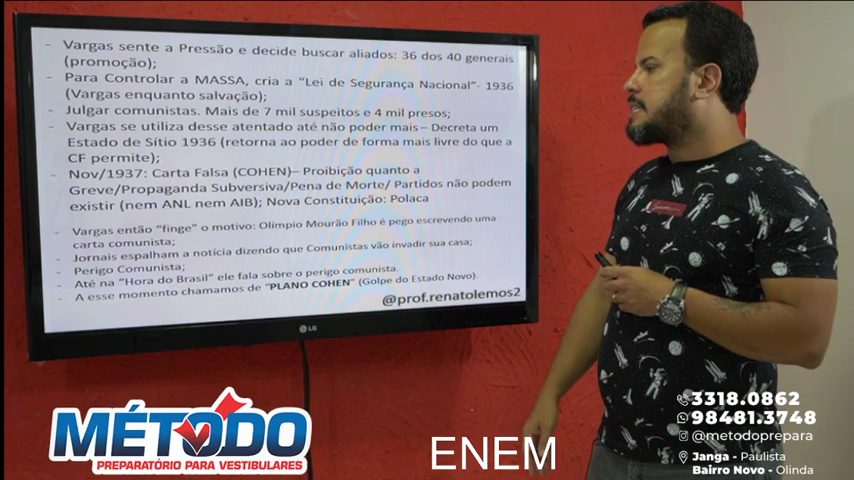 - Vargas sente a Pressão e decide buscar aliados: 36 dos 40 generais
(promoção);
- Para Controlar a MASSA, cria a “Lei de Segurança Nacional”- 1936
(Vargas enquanto salvação);
- Julgar comunistas. Mais de 7 mil suspeitos e 4 mil presos;
- Vargas se utiliza desse atentado até não poder mais– Decreta um
Estado de Sítio 1936 (retorna ao poder de forma mais livre do que a
CF permite);
- Nov/1937: Carta Falsa (COHEN)– Proibição quanto a
Greve/Propaganda Subversiva/Pena de Morte/ Partidos não podem
existir (nem ANL nem AIB); Nova Constituição: Polaca
- Vargas então “finge” o motivo: Olímpio Mourão Filho é pego escrevendo uma
carta comunista;
- Jornais espalham a notícia dizendo que Comunistas vão invadir sua casa;
- Perigo Comunista;
- Até na “Hora do Brasil” ele fala sobre o perigo comunista.
- A esse momento chamamos de “PLANO COHEN” (Golpe do Estado Novo).
@prof.renatolemos2
LG
MÉTODO
PREPARATÓRIO PARA VESTIBULARES
ENEM
3318.0862
98481.3748
@metodoprepara
Janga - Paulista
Bairro Novo - Olinda